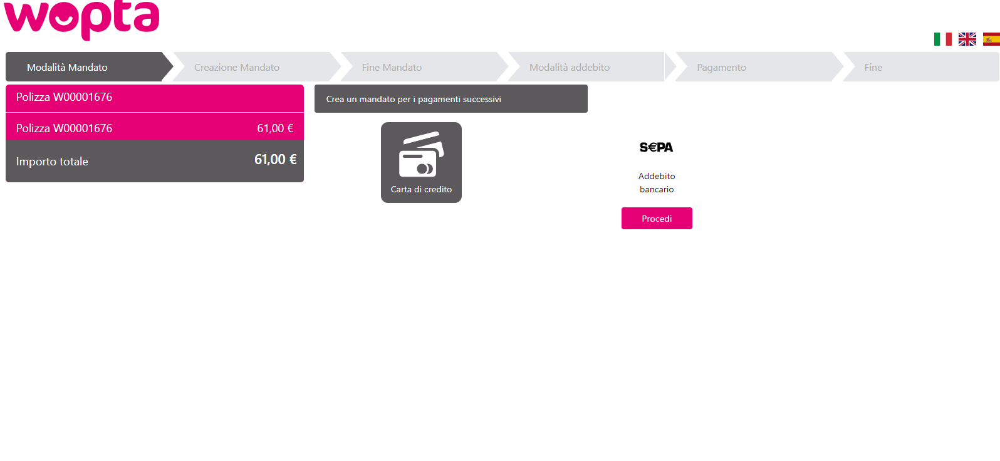 wopta
Modalità Mandato
Creazione Mandato
Fine Mandato
Modalità addebito
Pagamento
Fine
Polizza W00001676
Polizza W00001676 61,00 €
Importo totale 61,00 €
Crea un mandato per i pagamenti successivi
Carta di credito
S€PA
Addebito
bancario
Procedi